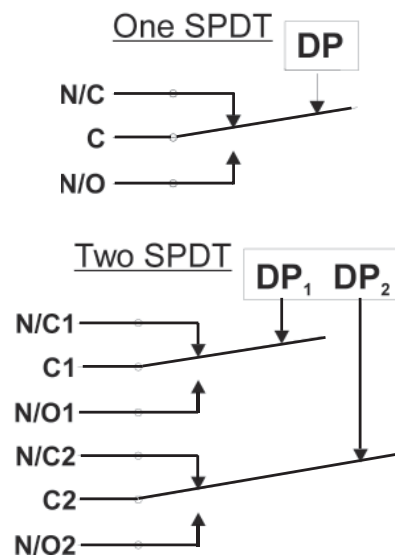 One SPDT
DP
N/C
C
N/O
Two SPDT
DP₁ DP₂
N/C1
C1
N/O1
N/C2
C2
N/O2